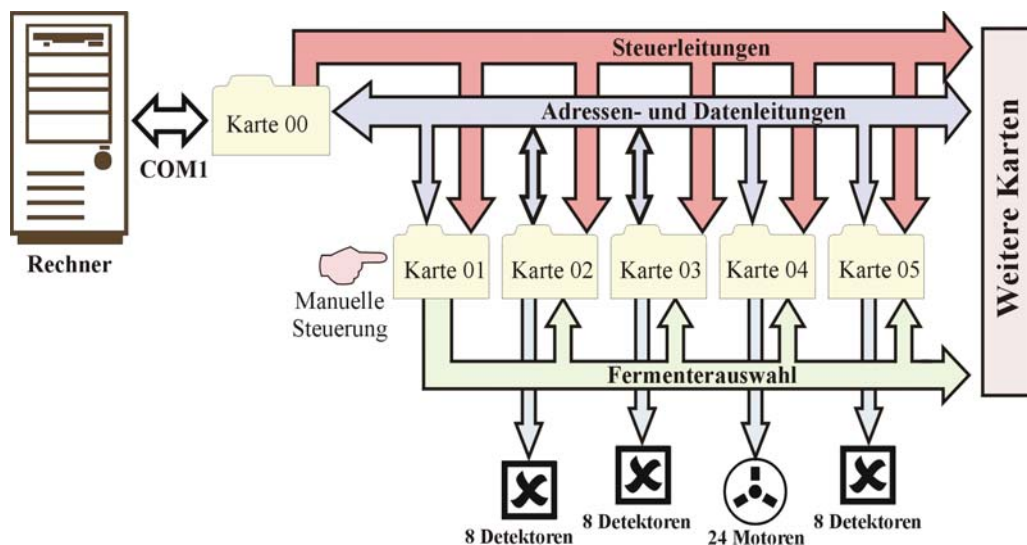 Steuerleitungen
Adressen- und Datenleitungen
Karte 00
COM1
Rechner
Manuelle
Steuerung
Karte 01
Karte 02
Karte 03
Karte 04
Karte 05
Fermenterauswahl
Weitere Karten
8 Detektoren
8 Detektoren
24 Motoren
8 Detektoren